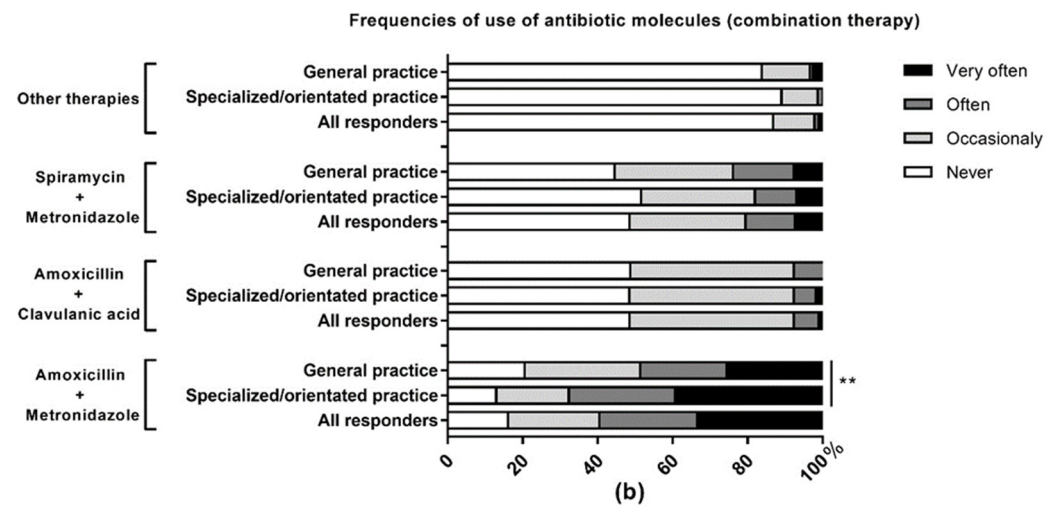 Frequencies of use of antibiotic molecules (combination therapy)
Very often
Often
Occasionaly
Never
Other therapies
General practice
Specialized/orientated practice
All responders
Spiramycin
+
Metronidazole
General practice
Specialized/orientated practice
All responders
Amoxicillin
+
Clavulanic acid
General practice
Specialized/orientated practice
All responders
Amoxicillin
+
Metronidazole
General practice
Specialized/orientated practice
All responders
**
0
20
40
60
80
100%
(b)